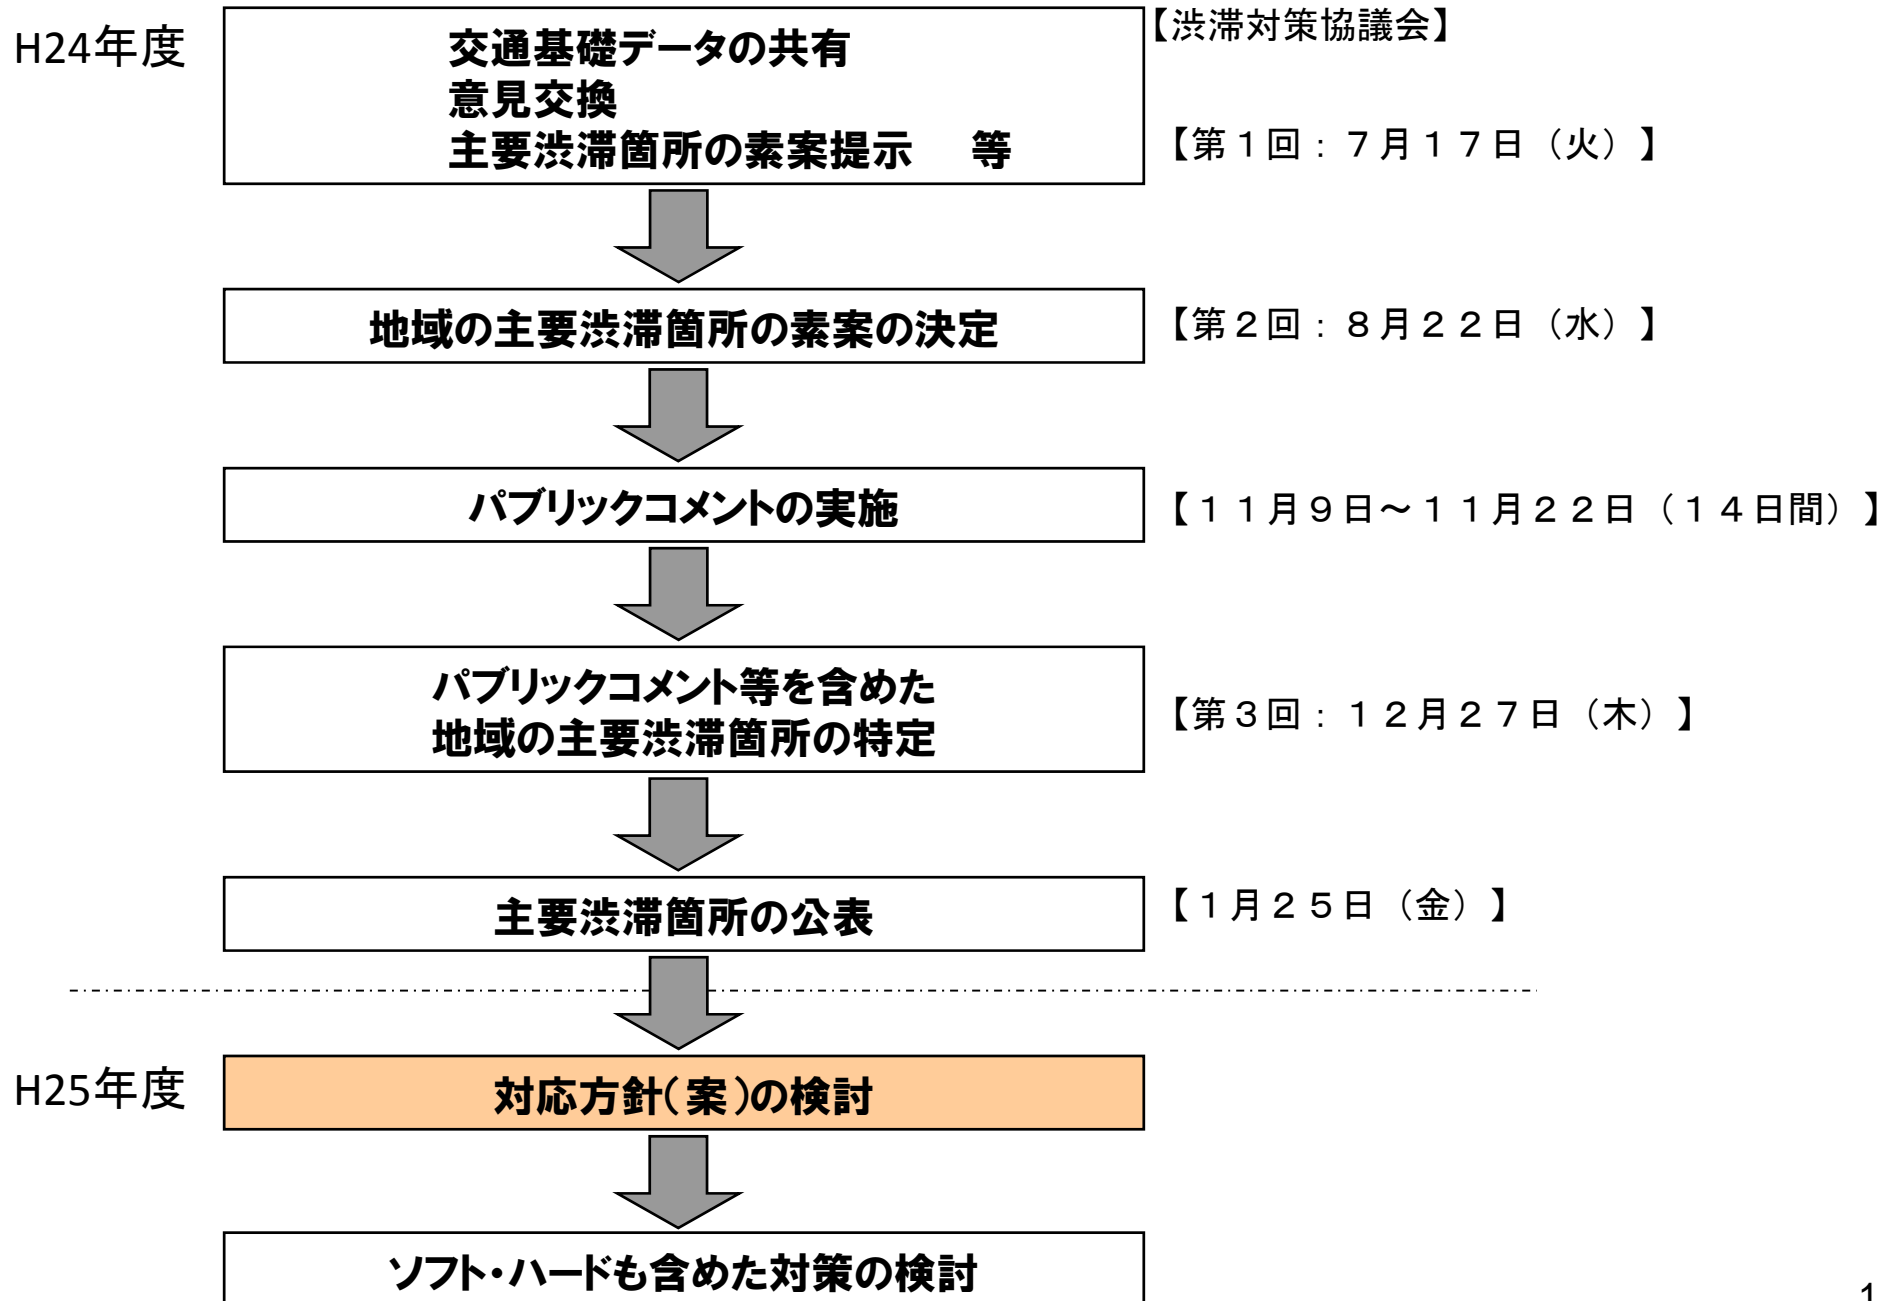 H24年度
交通基礎データの共有
意見交換
主要渋滞箇所の素案提示　等
【渋滞対策協議会】
【第１回：７月１７日（火）】
地域の主要渋滞箇所の素案の決定
【第２回：８月２２日（水）】
パブリックコメントの実施
【１１月９日～１１月２２日（１４日間）】
パブリックコメント等を含めた
地域の主要渋滞箇所の特定
【第３回：１２月２７日（木）】
主要渋滞箇所の公表
【１月２５日（金）】
H25年度
対応方針（案）の検討
ソフト・ハードも含めた対策の検討
1